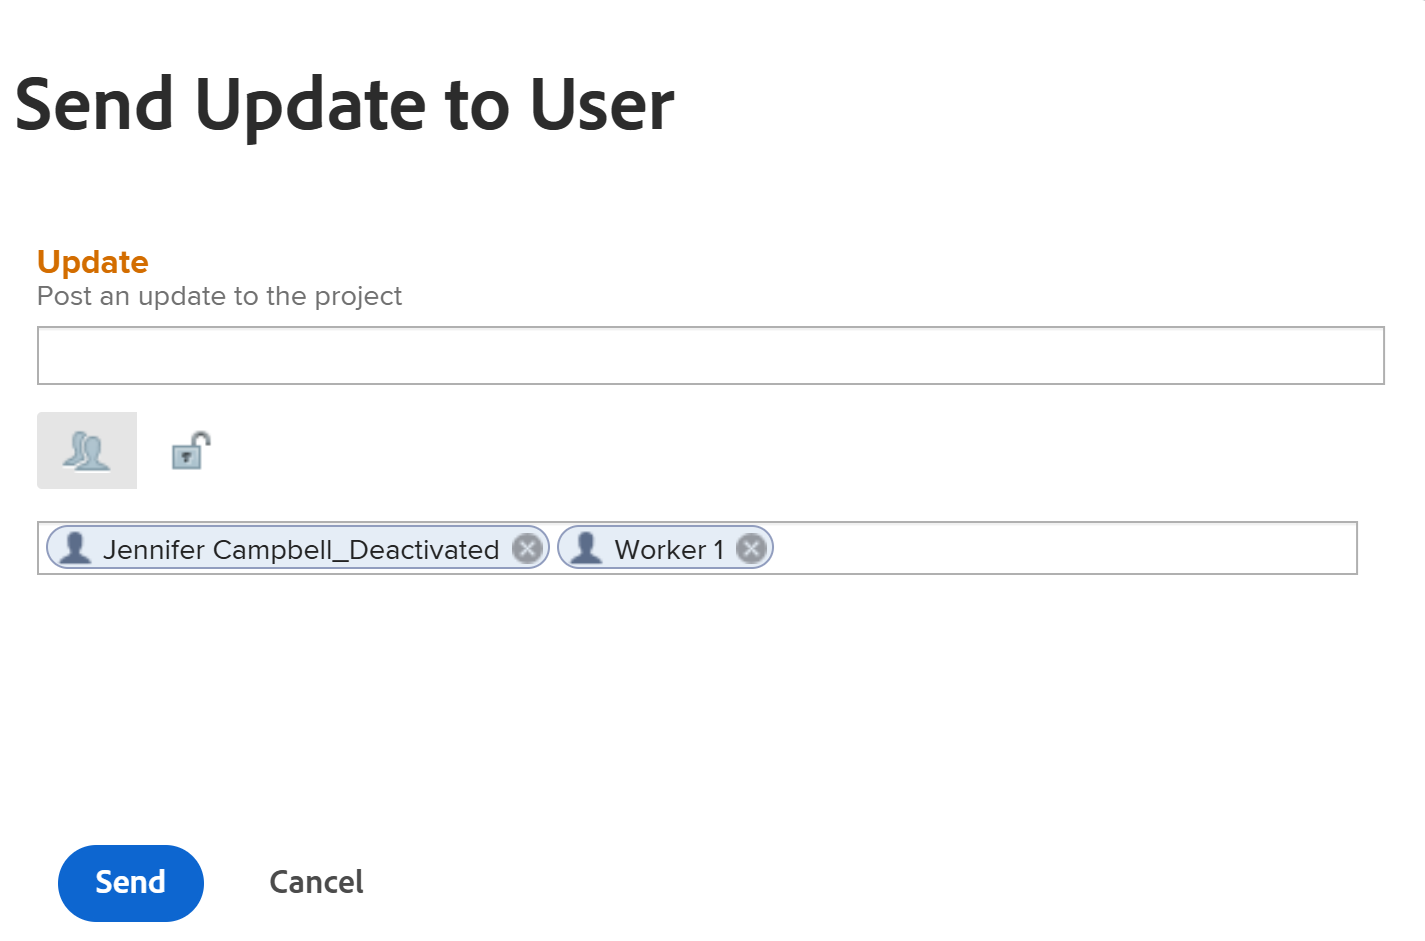 Send Update to User
Update
Post an update to the project
Jennifer Campbell_Deactivated Worker 1
Send Cancel